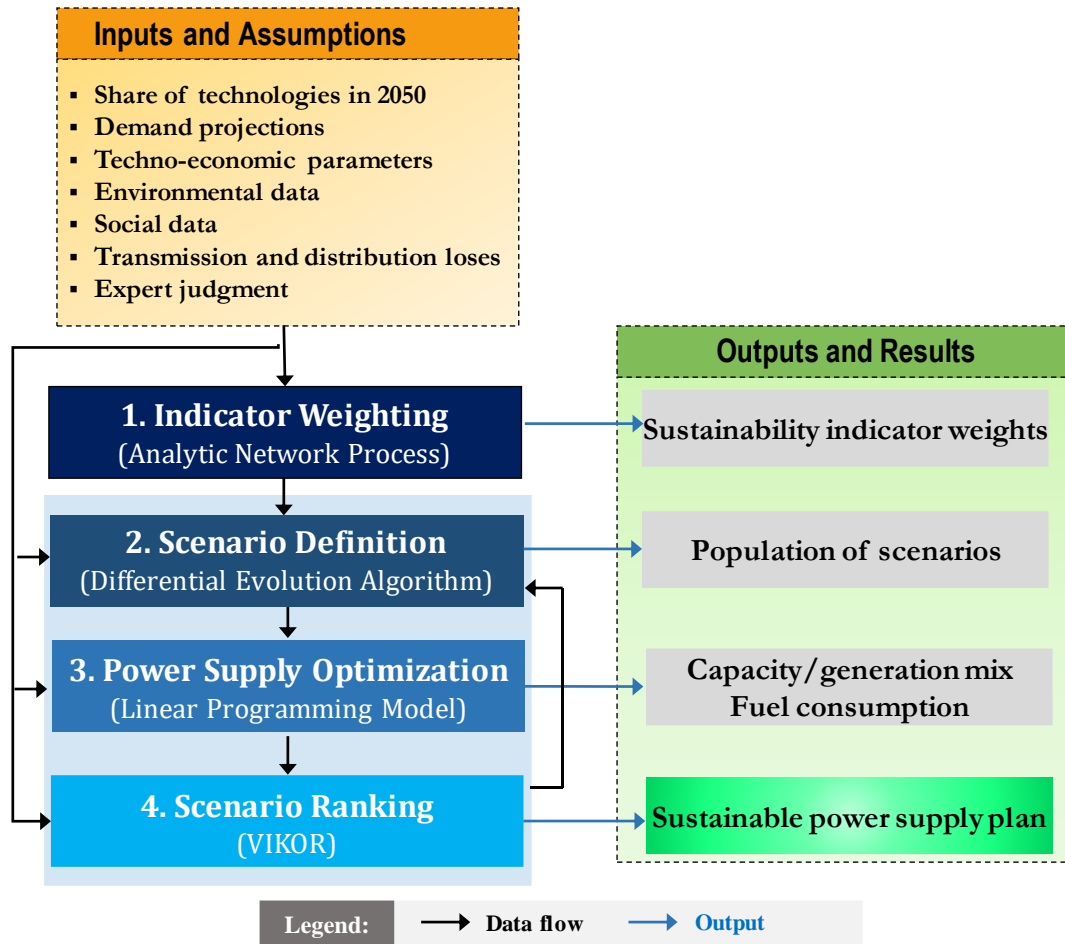 Inputs and Assumptions
▪ Share of technologies in 2050
▪ Demand projections
▪ Techno-economic parameters
▪ Environmental data
▪ Social data
▪ Transmission and distribution loses
▪ Expert judgment
Outputs and Results
1. Indicator Weighting
(Analytic Network Process)
Sustainability indicator weights
2. Scenario Definition
(Differential Evolution Algorithm)
Population of scenarios
3. Power Supply Optimization
(Linear Programming Model)
Capacity/generation mix
Fuel consumption
4. Scenario Ranking
(VIKOR)
Sustainable power supply plan
Legend:
Data flow
Output